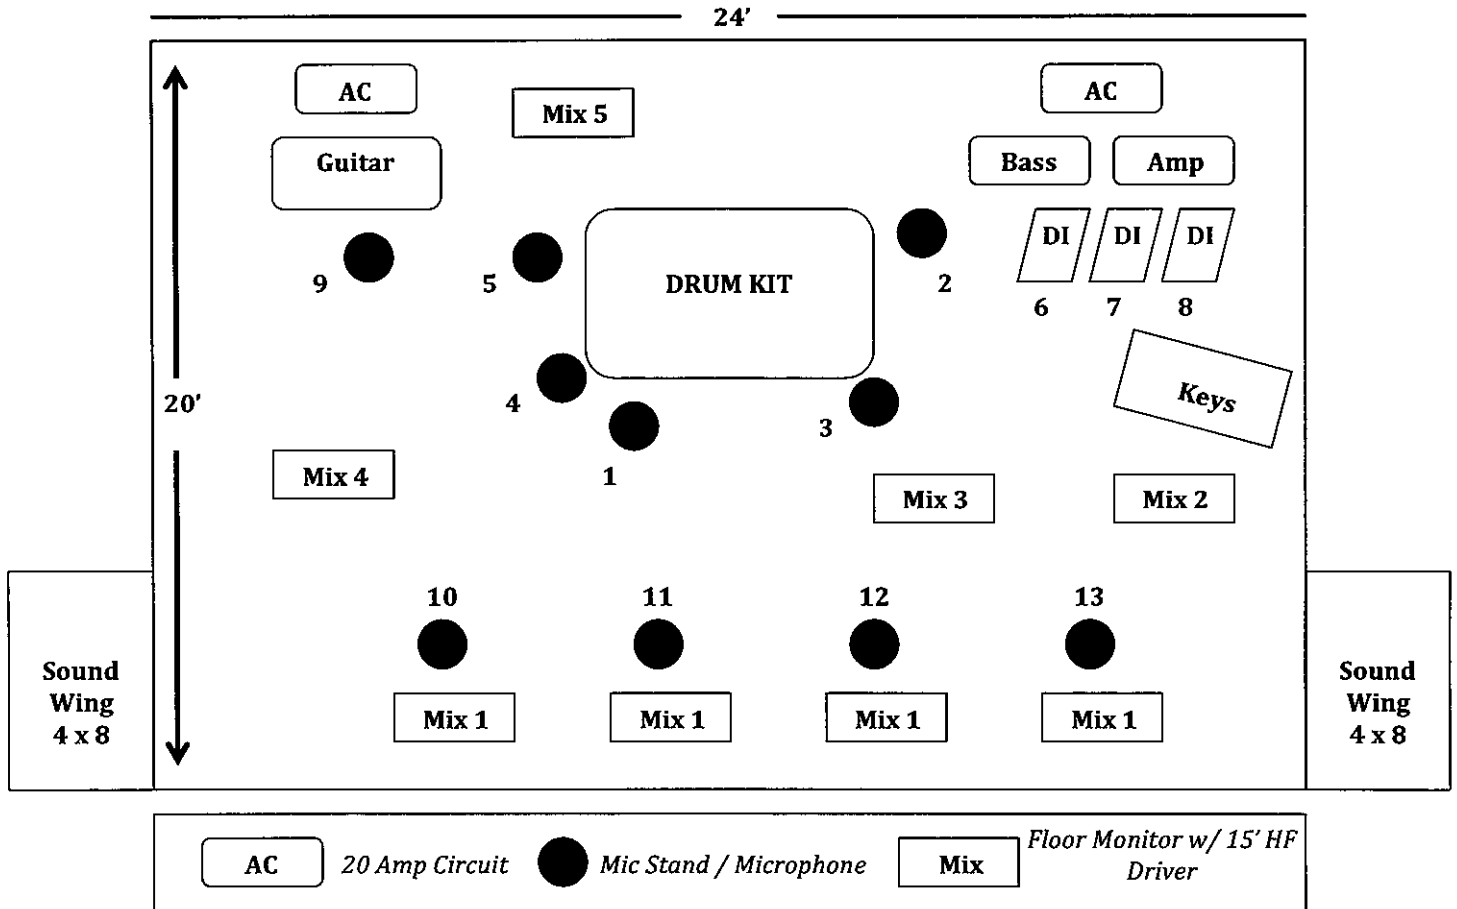 24'
AC
AC
Mix 5
Guitar
Bass
Amp
DI
DI
DI
9
5
DRUM KIT
2
6
7
8
20'
4
3
Keys
1
Mix 4
Mix 3
Mix 2
10
11
12
13
Sound
Wing
4 x 8
Mix 1
Mix 1
Mix 1
Mix 1
Sound
Wing
4 x 8
AC
20 Amp Circuit
Mic Stand / Microphone
Mix
Floor Monitor w/ 15' HF
Driver